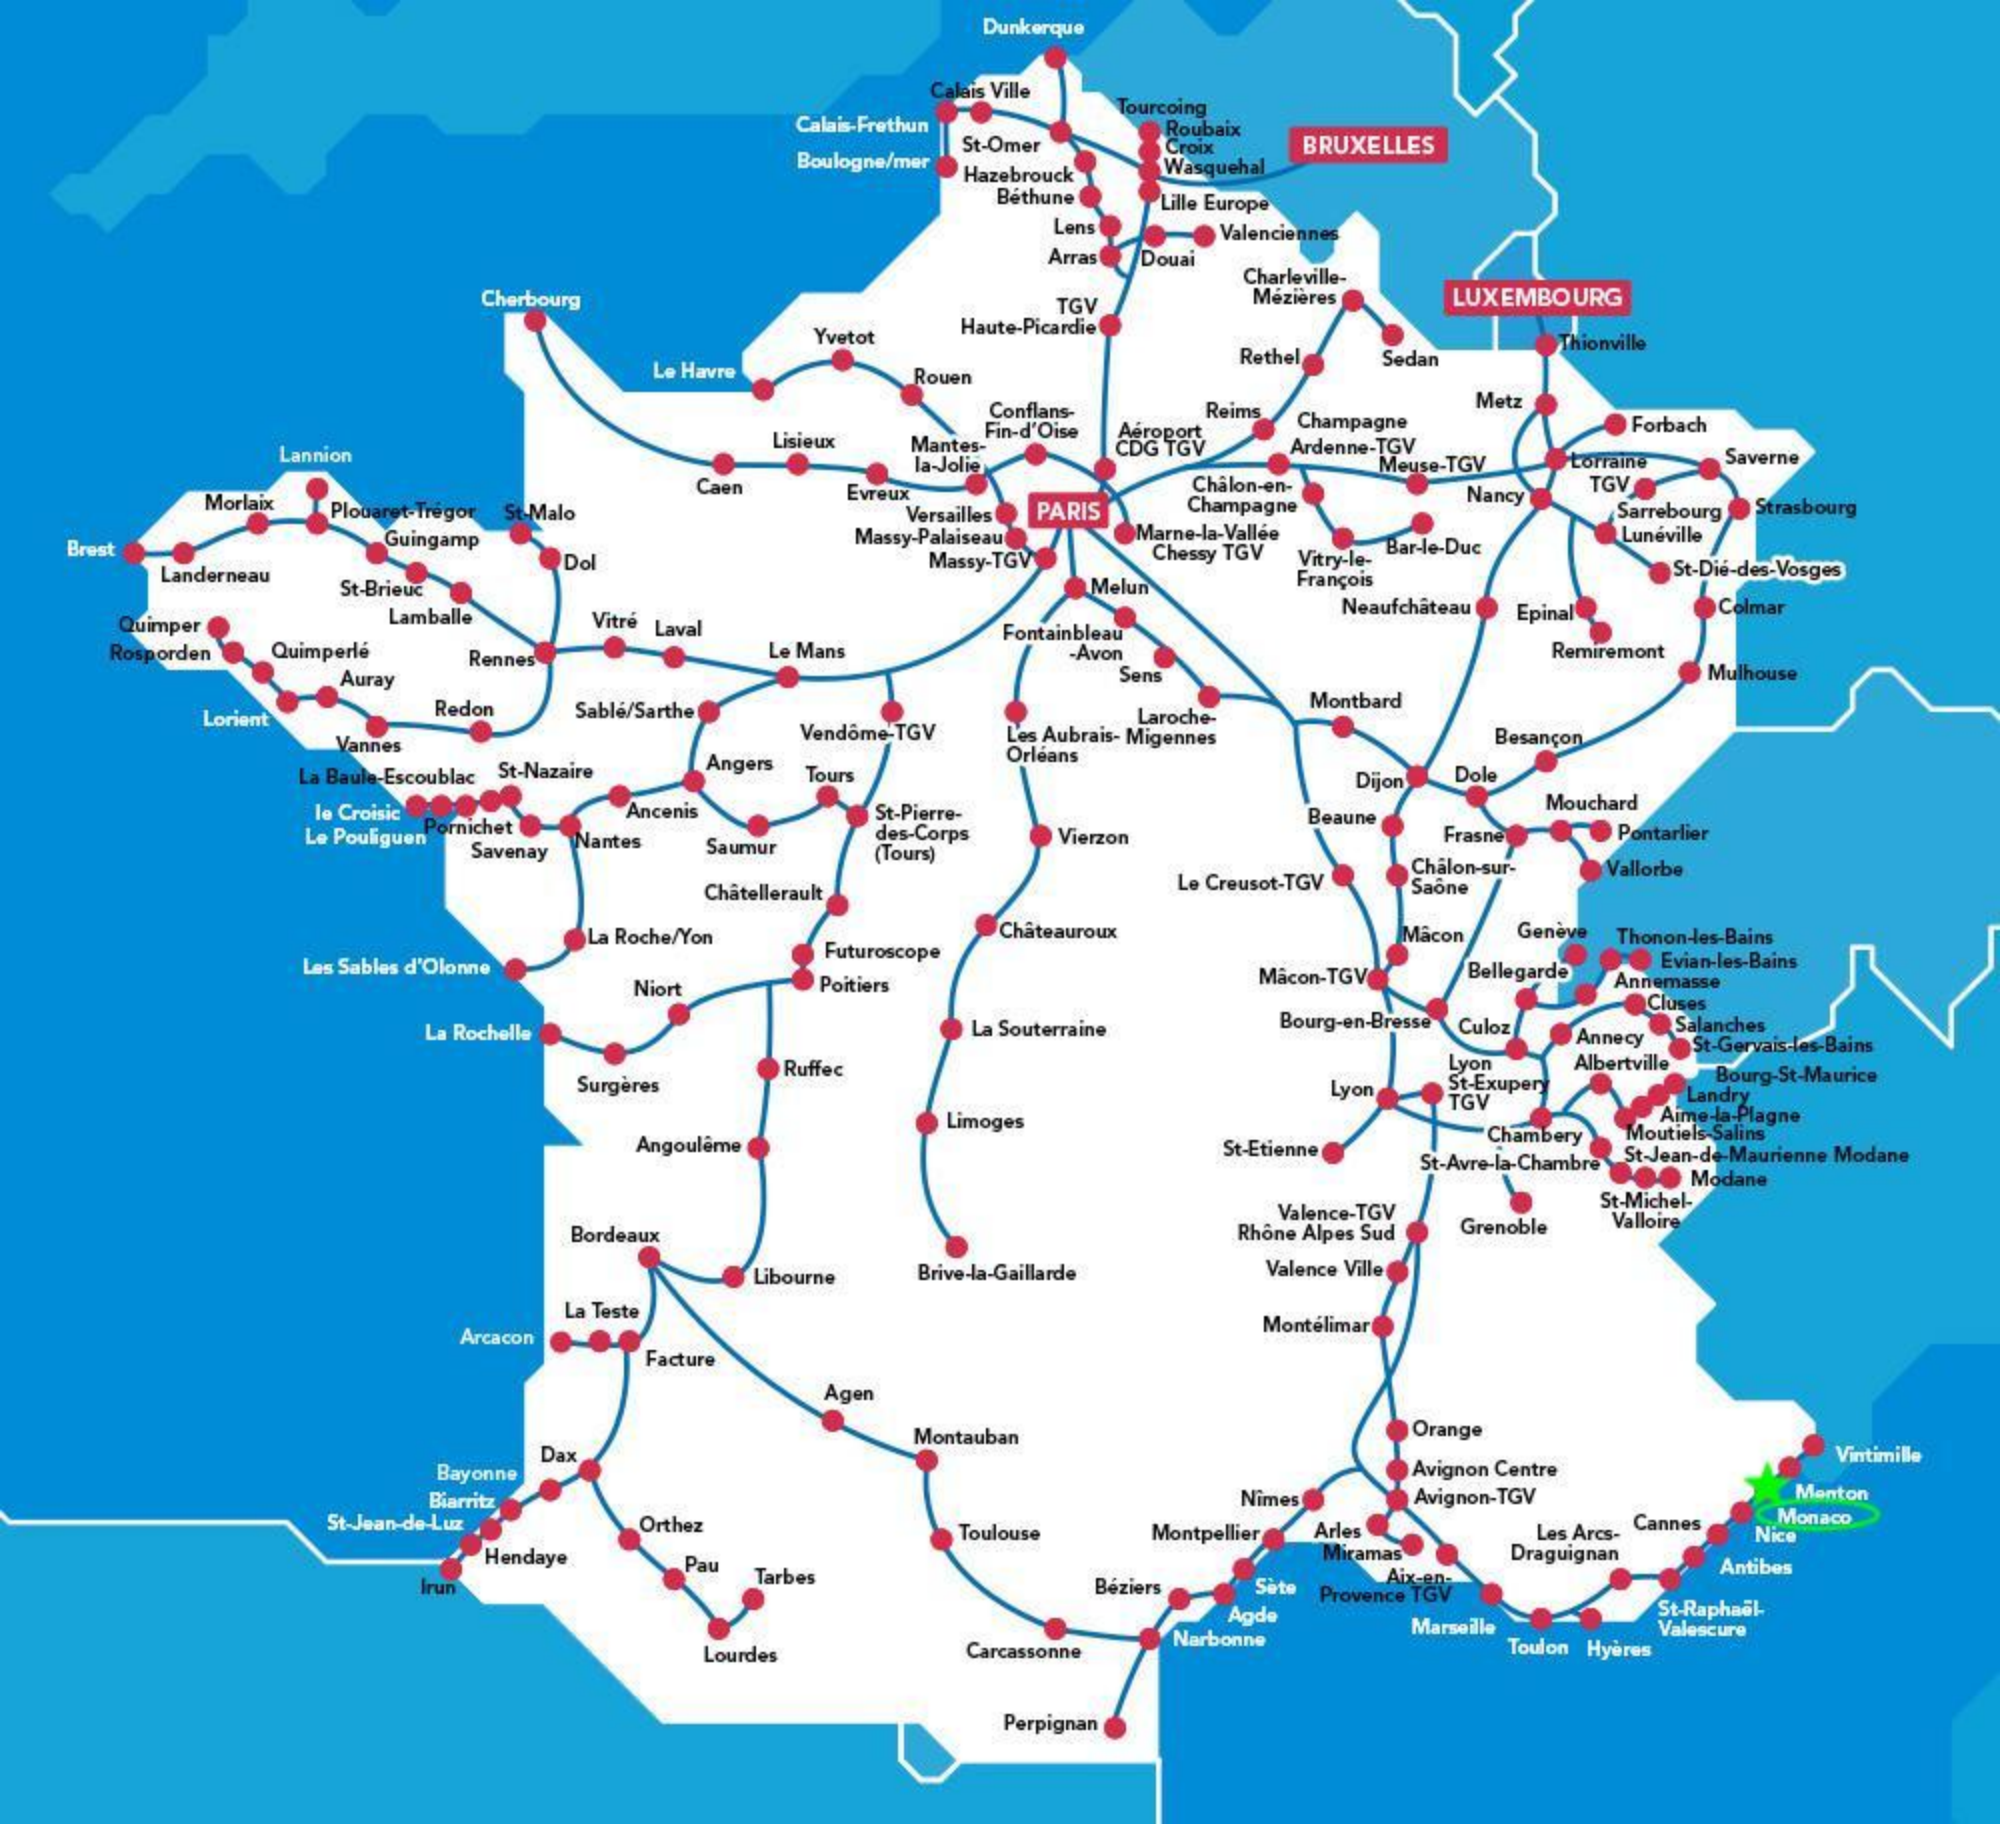 Dunkerque
Calais Ville
Calais-Frethun
Boulogne/mer
St-Omer
Hazebrouck
Béthune
Lens
Arras
Tourcoing
Roubaix
Croix
Wasquehal
BRUXELLES
Lille Europe
Valenciennes
Douai
TGV
Haute-Picardie
Charleville-
Mézières
Sedan
Rethel
Reims
LUXEMBOURG
Thionville
Metz
Forbach
Cherbourg
Le Havre
Yvetot
Rouen
Conflans-
Fin-d'Oise
Mantes-
la-Jolie
Aéroport
CDG TGV
Champagne
Ardenne-TGV
Meuse-TGV
Lorraine
TGV
Saverne
Nancy
Sarrebourg
Strasbourg
Lunéville
St-Dié-des-Vosges
Lisieux
Caen
Evreux
Versailles
Massy-Palaiseau
Massy-TGV
PARIS
Marne-la-Vallée
Chessy TGV
Châlon-en-
Champagne
Vitry-le-
François
Bar-le-Duc
Neaufchâteau
Epinal
Remiremont
Colmar
Mulhouse
Lannion
Morlaix
Plouaret-Trégor
Brest
Landerneau
Guingamp
St-Brieuc
Lamballe
St-Malo
Dol
Quimper
Rosporden
Quimperlé
Auray
Lorient
Vannes
Redon
Rennes
Vitré
Laval
Le Mans
Melun
Fontainbleau
-Avon
Sens
Laroche-
Migennes
Montbard
Sablé/Sarthe
Vendôme-TGV
Les Aubrais-
Orléans
Besançon
Dijon
Dole
La Baule-Escoublac
St-Nazaire
le Croisic
Le Pouliguen
Pornichet
Savenay
Nantes
Ancenis
Angers
Saumur
Tours
St-Pierre-
des-Corps
(Tours)
Vierzon
Beaune
Mouchard
Frasne
Pontarlier
Vallorbe
Châlon-sur-
Saône
Le Creusot-TGV
Châtellerault
Futuroscope
Poitiers
Châteauroux
La Roche/Yon
Les Sables d'Olonne
Niort
La Rochelle
Surgères
Mâcon
Mâcon-TGV
Bourg-en-Bresse
Genève
Bellegarde
Thonon-les-Bains
Evian-les-Bains
Annemasse
Cluses
Salanches
St-Gervais-les-Bains
Culoz
Annecy
Albertville
Bourg-St-Maurice
Landry
Aime-la-Plagne
Moutiels-Salins
La Souterraine
Ruffec
Limoges
Angoulême
Lyon
Lyon
St-Exupery
TGV
St-Etienne
Chambery
St-Avre-la-Chambre
St-Jean-de-Maurienne Modane
Modane
St-Michel-
Valloire
Grenoble
Valence-TGV
Rhône Alpes Sud
Valence Ville
Montélimar
Bordeaux
Libourne
Brive-la-Gaillarde
La Teste
Arcacon
Facture
Agen
Montauban
Toulouse
Dax
Bayonne
Biarritz
St-Jean-de-Luz
Hendaye
Irun
Orthez
Pau
Tarbes
Lourdes
Carcassonne
Narbonne
Perpignan
Béziers
Agde
Sète
Montpellier
Nîmes
Orange
Avignon Centre
Avignon-TGV
Arles
Miramas
Aix-en-
Provence TGV
Marseille
Toulon
Hyères
Les Arcs-
Draguignan
St-Raphaël-
Valescure
Cannes
Antibes
Nice
Monaco
Menton
Vintimille